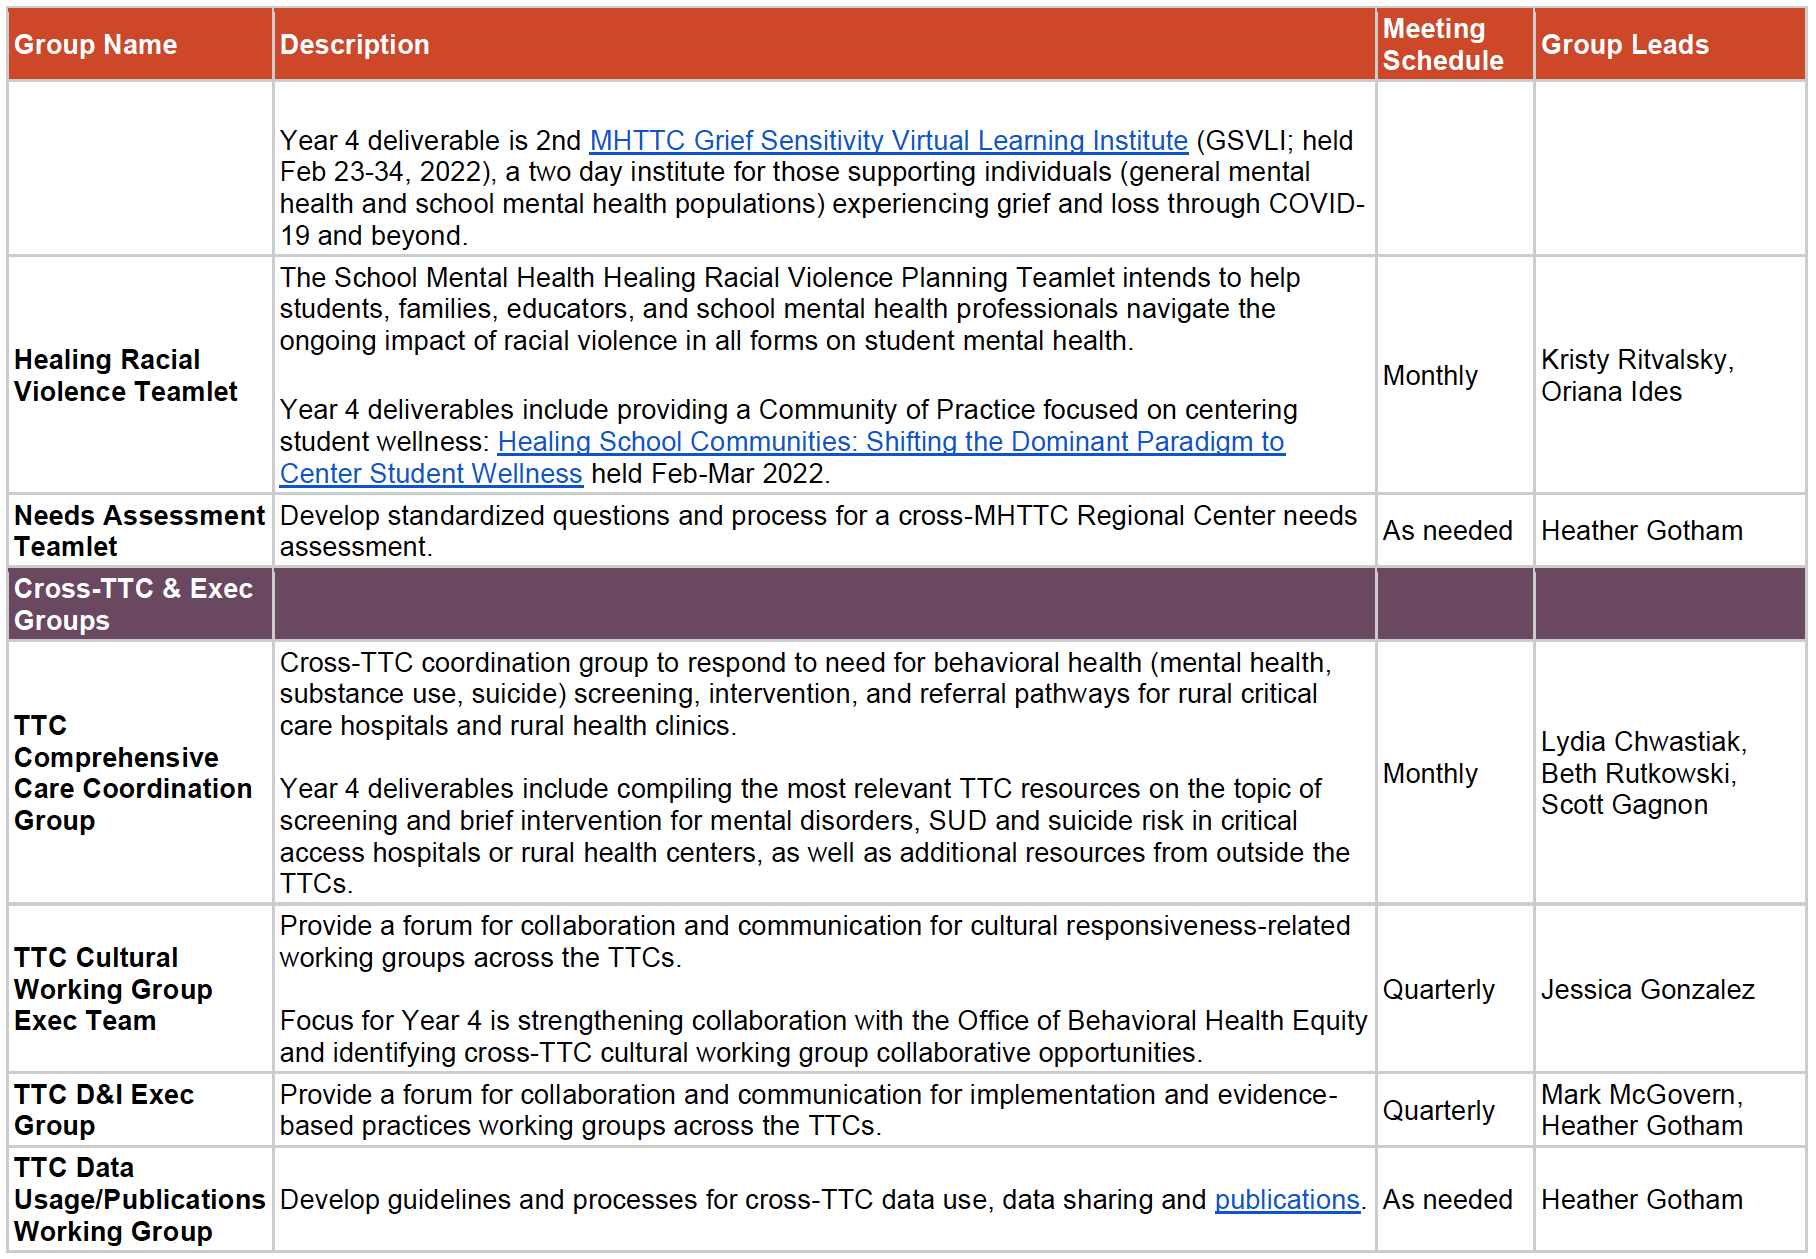 Group Name
Description
Meeting
Schedule
Group Leads
Year 4 deliverable is 2nd MHTTC Grief Sensitivity Virtual Learning Institute (GSVLI; held
Feb 23-34, 2022), a two day institute for those supporting individuals (general mental
health and school mental health populations) experiencing grief and loss through COVID-
19 and beyond.
Healing Racial
Violence Teamlet
The School Mental Health Healing Racial Violence Planning Teamlet intends to help
students, families, educators, and school mental health professionals navigate the
ongoing impact of racial violence in all forms on student mental health.
Year 4 deliverables include providing a Community of Practice focused on centering
student wellness: Healing School Communities: Shifting the Dominant Paradigm to
Center Student Wellness held Feb-Mar 2022.
Monthly
Kristy Ritvalsky,
Oriana Ides
Needs Assessment
Teamlet
Develop standardized questions and process for a cross-MHTTC Regional Center needs
assessment.
As needed
Heather Gotham
Cross-TTC & Exec
Groups
TTC
Comprehensive
Care Coordination
Group
Cross-TTC coordination group to respond to need for behavioral health (mental health,
substance use, suicide) screening, intervention, and referral pathways for rural critical
care hospitals and rural health clinics.
Year 4 deliverables include compiling the most relevant TTC resources on the topic of
screening and brief intervention for mental disorders, SUD and suicide risk in critical
access hospitals or rural health centers, as well as additional resources from outside the
TTCs.
Monthly
Lydia Chwastiak,
Beth Rutkowski,
Scott Gagnon
TTC Cultural
Working Group
Exec Team
Provide a forum for collaboration and communication for cultural responsiveness-related
working groups across the TTCs.
Focus for Year 4 is strengthening collaboration with the Office of Behavioral Health Equity
and identifying cross-TTC cultural working group collaborative opportunities.
Quarterly
Jessica Gonzalez
TTC D&I Exec
Group
Provide a forum for collaboration and communication for implementation and evidence-
based practices working groups across the TTCs.
Quarterly
Mark McGovern,
Heather Gotham
TTC Data
Usage/Publications
Working Group
Develop guidelines and processes for cross-TTC data use, data sharing and publications.
As needed
Heather Gotham